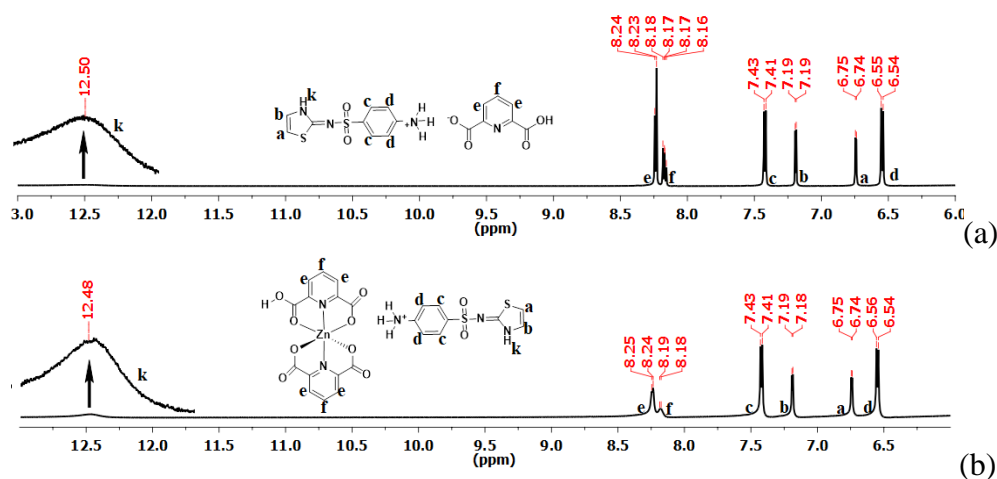 8.24 8.23 8.18 8.17 8.17 8.16 7.43 7.41 7.19 7.19 6.75 6.74 6.55 6.54
12.50
k
H
N k
b
a
S
N
O
S
O
c d
c d
N+ H
H
H
f
e e
-O
O
N
OH
O
e f c b a d
3.0 12.5 12.0 11.5 11.0 10.5 10.0 9.5 9.0 8.5 8.0 7.5 7.0 6.5 6.0
(ppm)
(a)
8.25 8.24 8.19 8.18 7.43 7.41 7.19 7.18 6.75 6.74 6.56 6.54
12.48
k
f
e e
HO
O
N
O
O
O
Zn
O
O
N
O
O
e e
f
H
H
H
N+
d c
d c
O
S
O
N
S a
b
N
H
k
e f c b a d
12.5 12.0 11.5 11.0 10.5 10.0 9.5 9.0 8.5 8.0 7.5 7.0 6.5
(ppm)
(b)